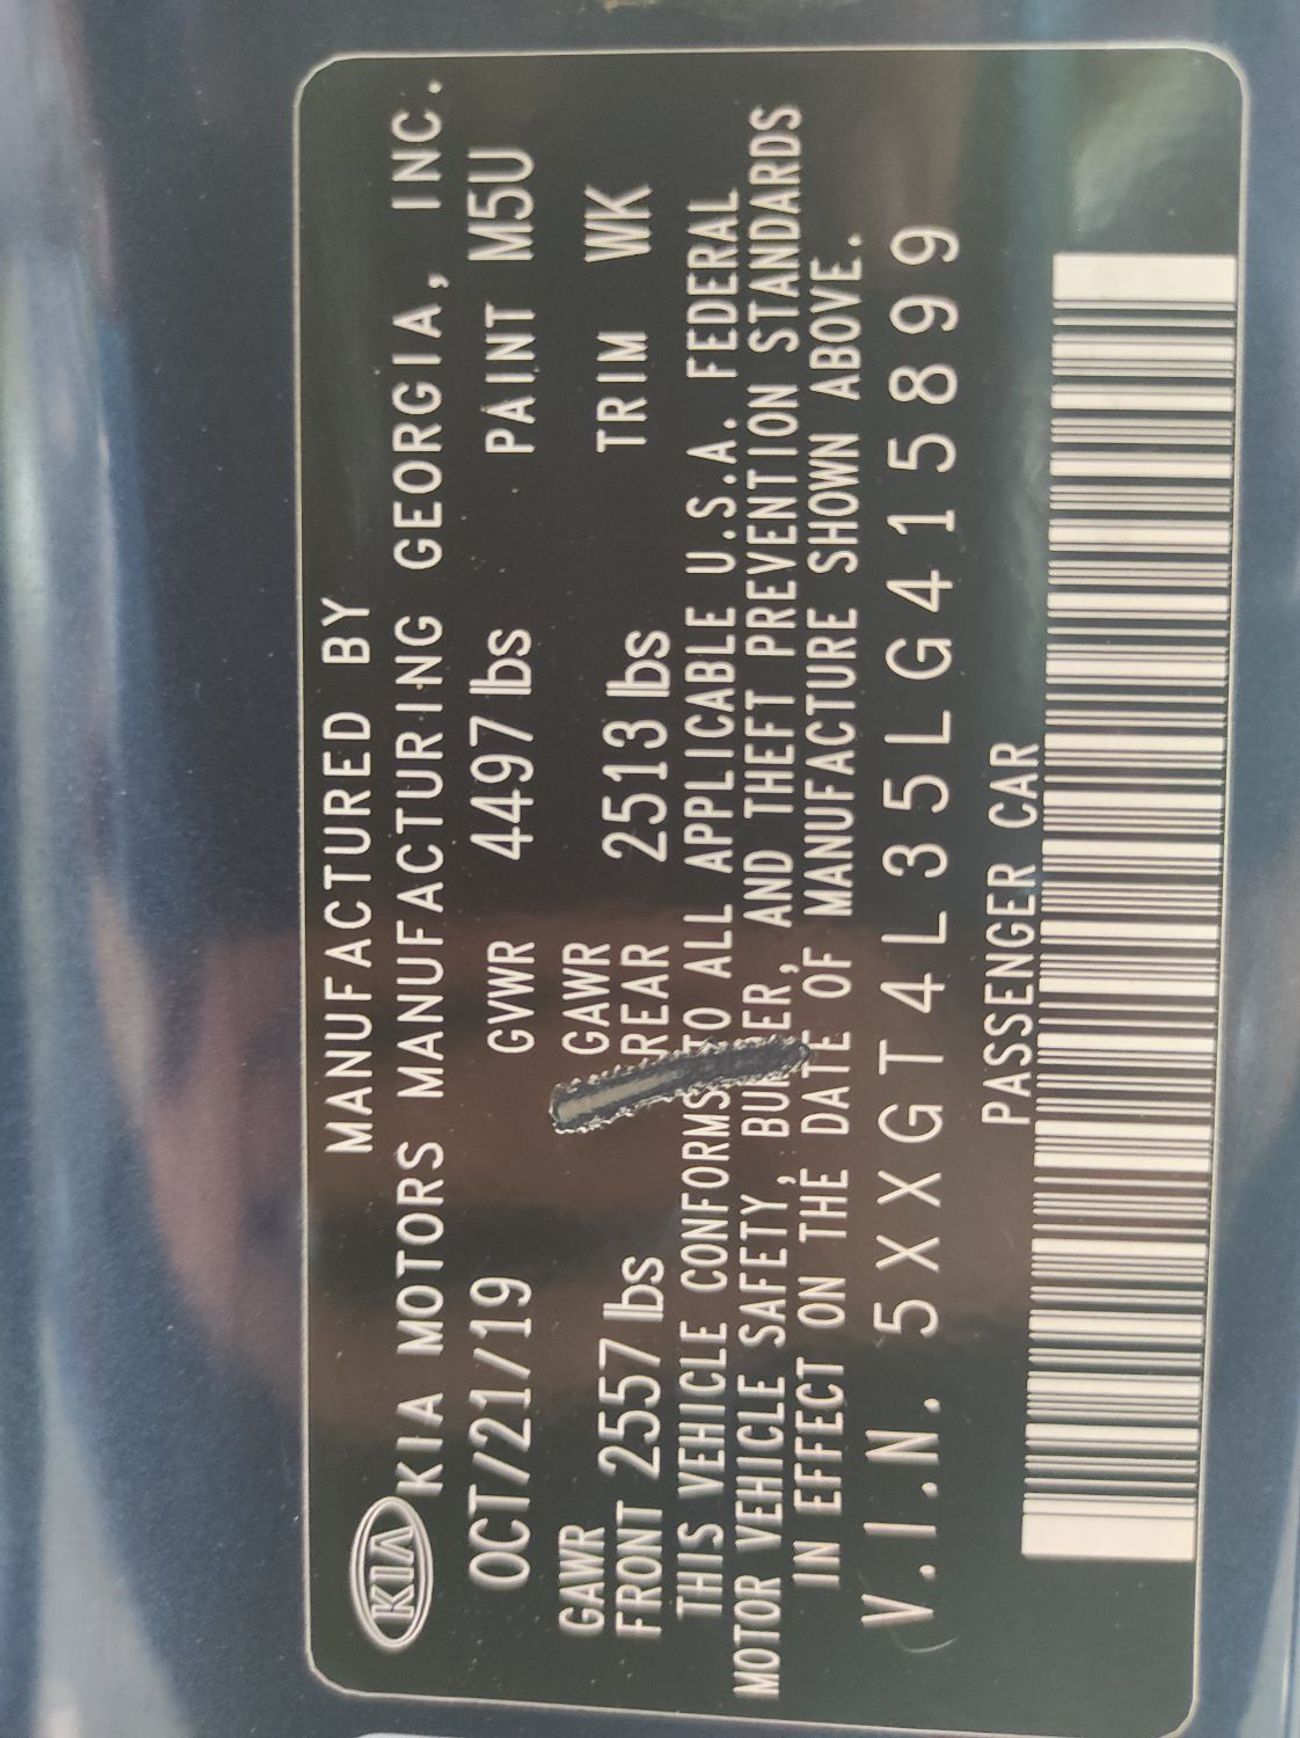 MANUFACTURED BY
KIA KIA MOTORS MANUFACTURING GEORGIA, INC.
OCT/21/19 GVWR 4497 lbs PAINT M5U
GAWR GAWR
FRONT 2557 lbs REAR 2513 lbs TRIM WK
THIS VEHICLE CONFORMS TO ALL APPLICABLE U.S.A. FEDERAL
MOTOR VEHICLE SAFETY, AND THEFT PREVENTION STANDARDS
IN EFFECT ON THE DATE OF MANUFACTURE SHOWN ABOVE.
V.I.N. 5XXGT4L35LG415899
PASSENGER CAR